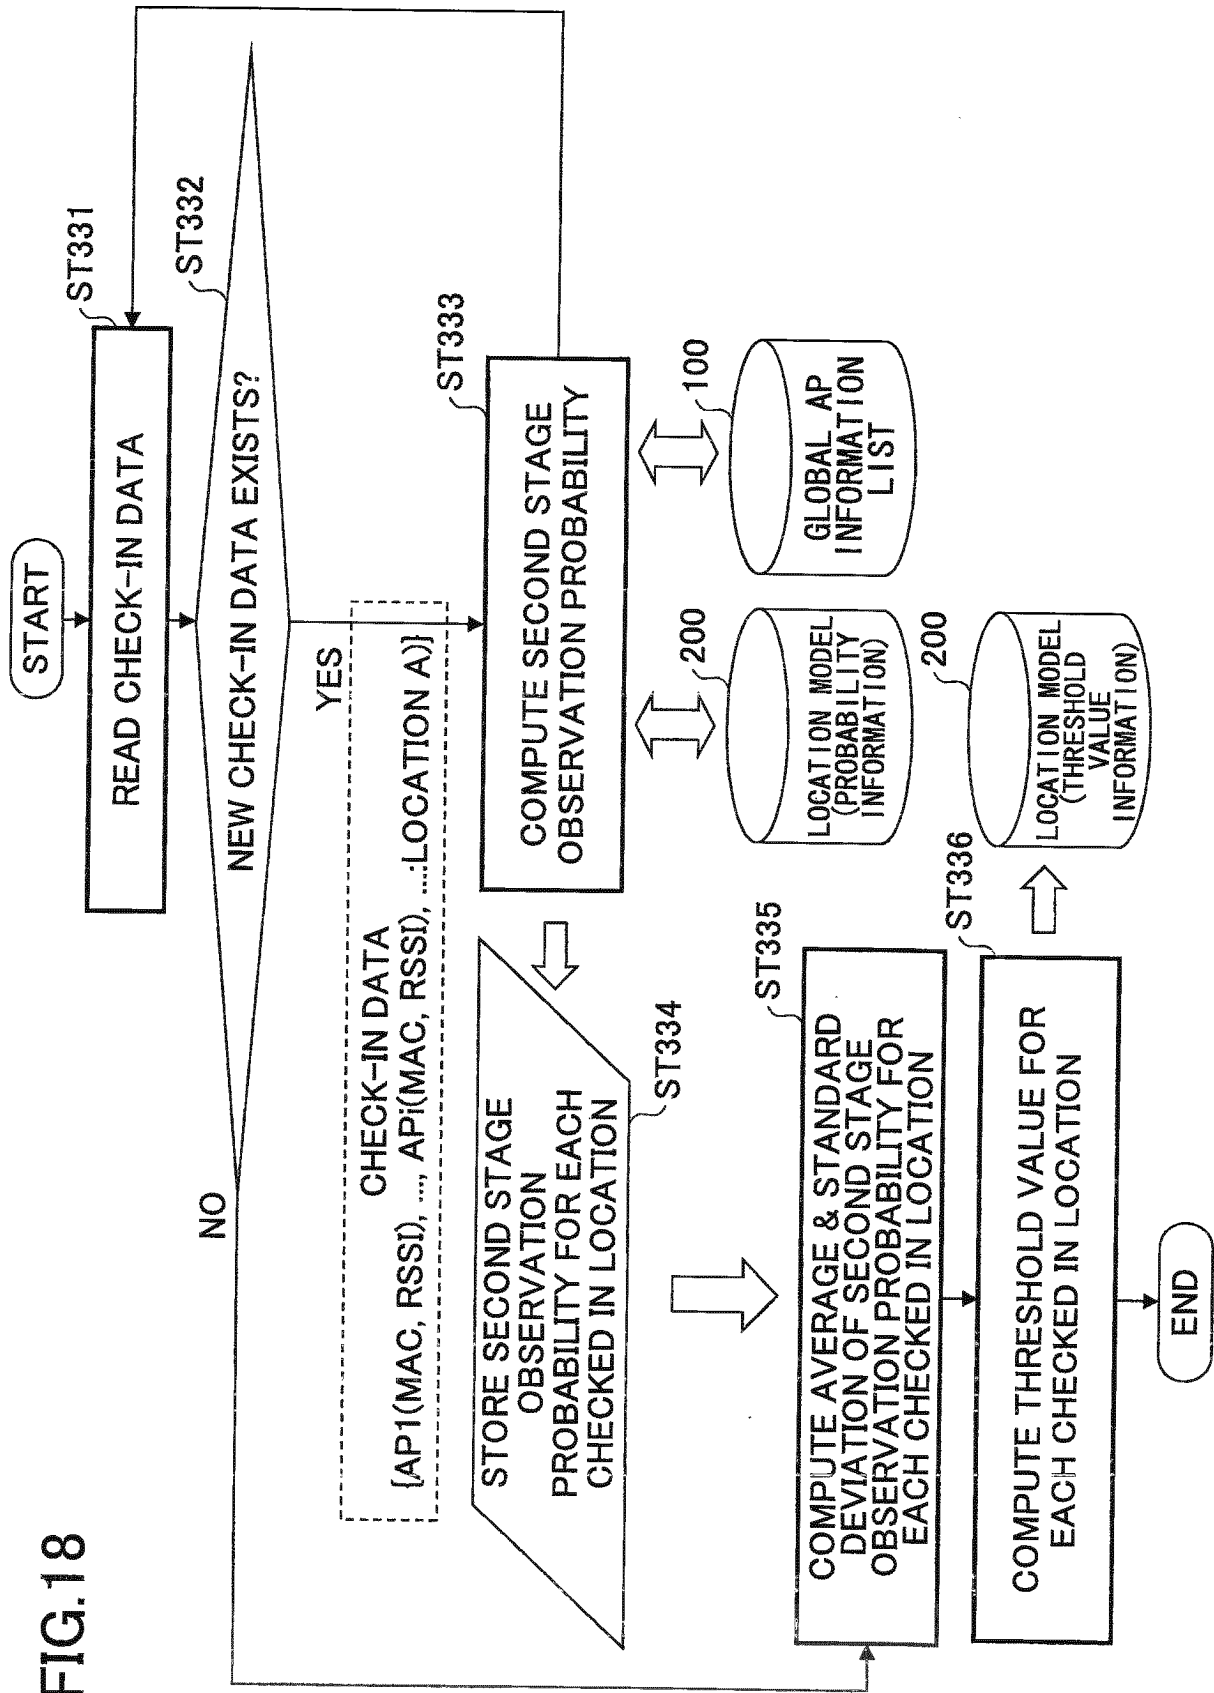 FIG.18
START
ST331
READ CHECK-IN DATA
ST332
NEW CHECK-IN DATA EXISTS?
NO
YES
CHECK-IN DATA
{AP1(MAC, RSSI), ..., APi(MAC, RSSI), ...:LOCATION A)}
ST333
COMPUTE SECOND STAGE
OBSERVATION PROBABILITY
STORE SECOND STAGE
OBSERVATION
PROBABILITY FOR EACH
CHECKED IN LOCATION
ST334
200
LOCATION MODEL
(PROBABILITY
INFORMATION)
100
GLOBAL AP
INFORMATION
LIST
ST335
COMPUTE AVERAGE & STANDARD
DEVIATION OF SECOND STAGE
OBSERVATION PROBABILITY FOR
EACH CHECKED IN LOCATION
ST336
COMPUTE THRESHOLD VALUE FOR
EACH CHECKED IN LOCATION
200
LOCATION MODEL
(THRESHOLD
VALUE
INFORMATION)
END